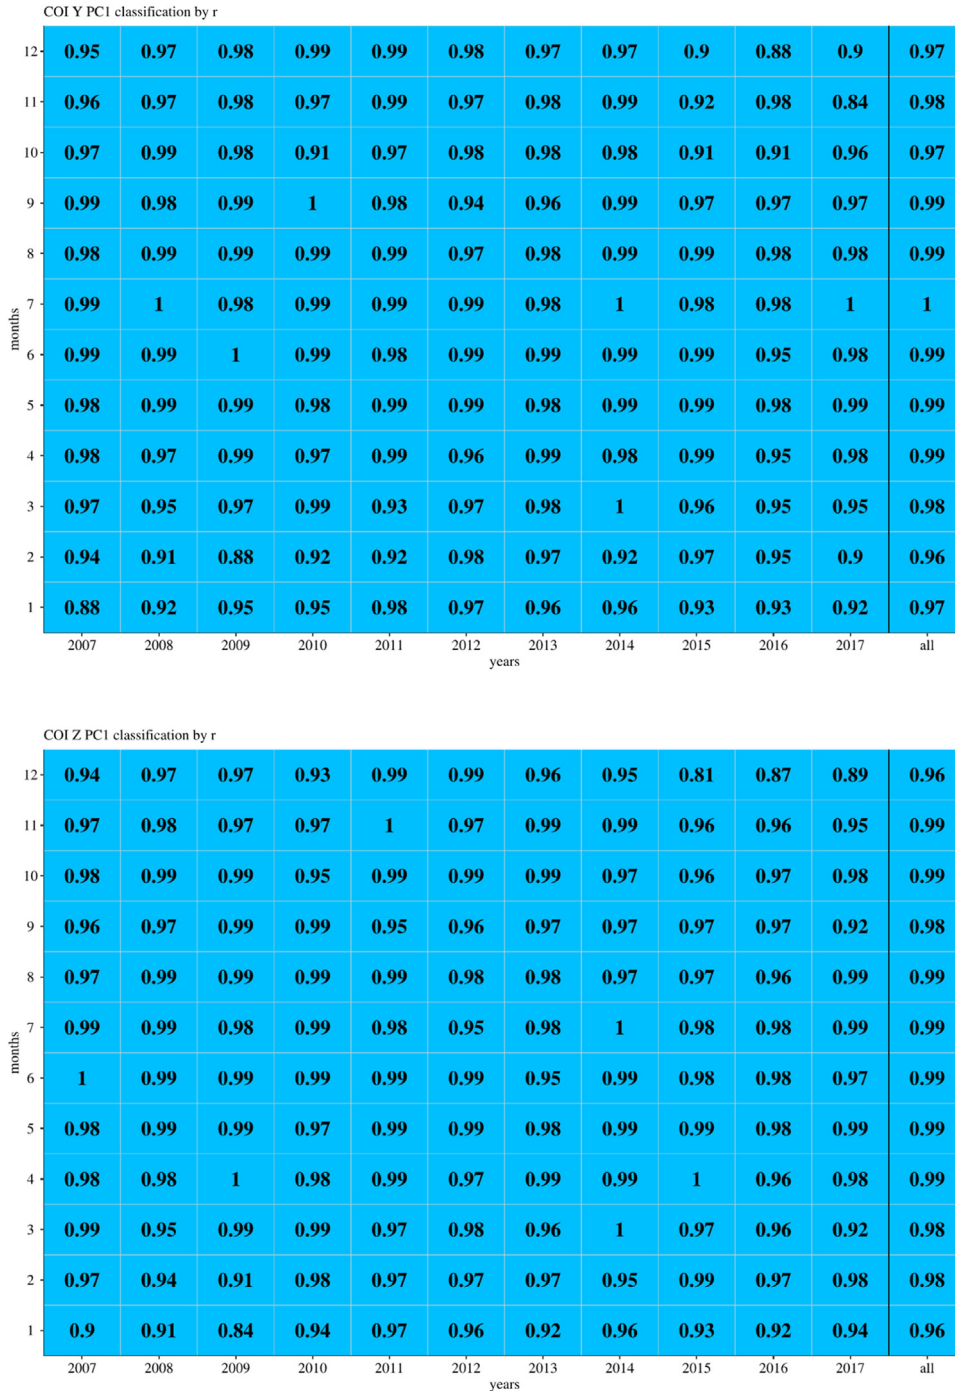 COI Y PC1 classification by r
12 0.95 0.97 0.98 0.99 0.99 0.98 0.97 0.97 0.9 0.88 0.9 0.97
11 0.96 0.97 0.98 0.97 0.99 0.97 0.98 0.99 0.92 0.98 0.84 0.98
10 0.97 0.99 0.98 0.91 0.97 0.98 0.98 0.98 0.91 0.91 0.96 0.97
9 0.99 0.98 0.99 1 0.98 0.94 0.96 0.99 0.97 0.97 0.97 0.99
8 0.98 0.99 0.99 0.99 0.99 0.97 0.98 0.99 0.99 0.98 0.98 0.99
7 0.99 1 0.98 0.99 0.99 0.99 0.98 1 0.98 0.98 1 1
months
6 0.99 0.99 1 0.99 0.98 0.99 0.99 0.99 0.99 0.95 0.98 0.99
5 0.98 0.99 0.99 0.98 0.99 0.99 0.98 0.99 0.99 0.98 0.99 0.99
4 0.98 0.97 0.99 0.97 0.99 0.96 0.99 0.98 0.99 0.95 0.98 0.99
3 0.97 0.95 0.97 0.99 0.93 0.97 0.98 1 0.96 0.95 0.95 0.98
2 0.94 0.91 0.88 0.92 0.92 0.98 0.97 0.92 0.97 0.95 0.9 0.96
1 0.88 0.92 0.95 0.95 0.98 0.97 0.96 0.96 0.93 0.93 0.92 0.97
2007 2008 2009 2010 2011 2012 2013 2014 2015 2016 2017 all
years
COI Z PC1 classification by r
12 0.94 0.97 0.97 0.93 0.99 0.99 0.96 0.95 0.81 0.87 0.89 0.96
11 0.97 0.98 0.97 0.97 1 0.97 0.99 0.99 0.96 0.96 0.95 0.99
10 0.98 0.99 0.99 0.95 0.99 0.99 0.99 0.97 0.96 0.97 0.98 0.99
9 0.96 0.97 0.99 0.99 0.95 0.96 0.97 0.97 0.97 0.97 0.92 0.98
8 0.97 0.99 0.99 0.99 0.99 0.98 0.98 0.97 0.97 0.96 0.99 0.99
7 0.99 0.99 0.98 0.99 0.98 0.95 0.98 1 0.98 0.98 0.99 0.99
months
6 1 0.99 0.99 0.99 0.99 0.99 0.95 0.99 0.98 0.98 0.97 0.99
5 0.98 0.99 0.99 0.97 0.99 0.99 0.98 0.99 0.99 0.98 0.99 0.99
4 0.98 0.98 1 0.98 0.99 0.97 0.99 0.99 1 0.96 0.98 0.99
3 0.99 0.95 0.99 0.99 0.97 0.98 0.96 1 0.97 0.96 0.92 0.98
2 0.97 0.94 0.91 0.98 0.97 0.97 0.97 0.95 0.99 0.97 0.98 0.98
1 0.9 0.91 0.84 0.94 0.97 0.96 0.92 0.96 0.93 0.92 0.94 0.96
2007 2008 2009 2010 2011 2012 2013 2014 2015 2016 2017 all
years